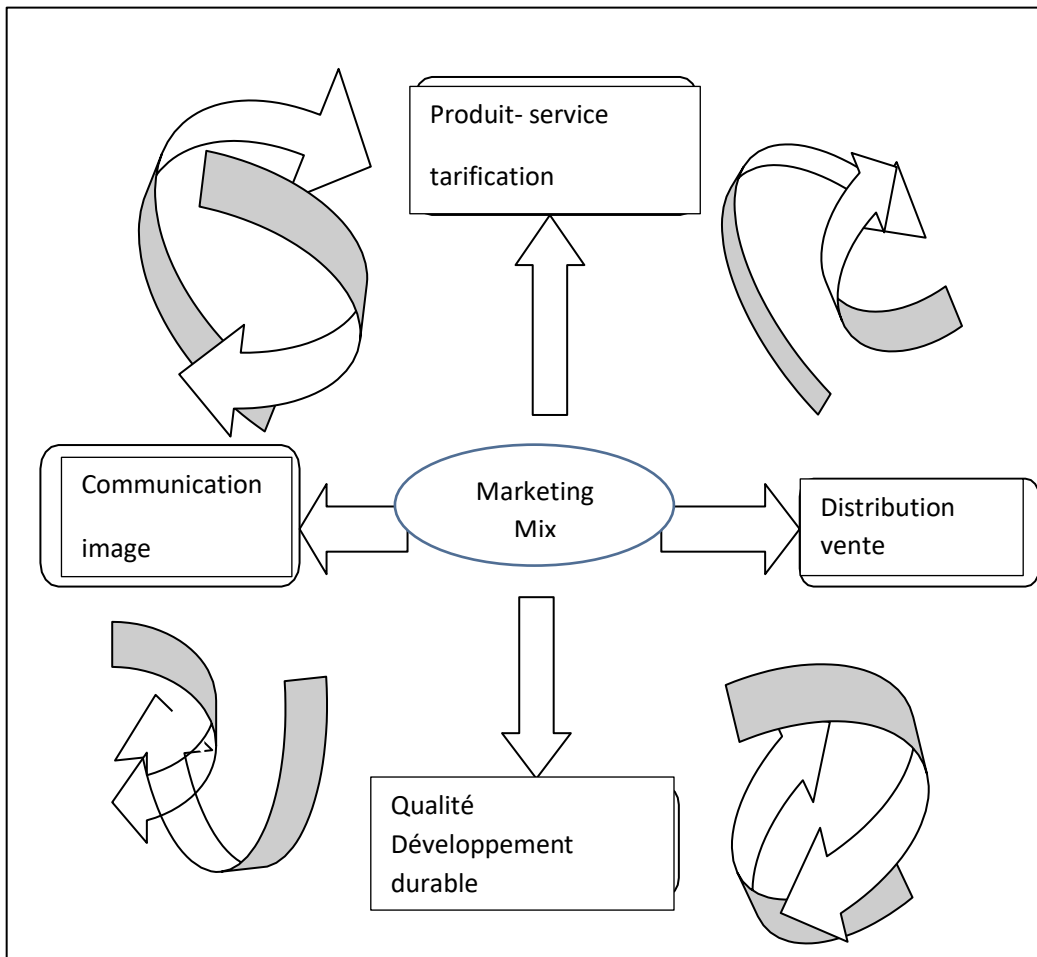 Produit- service
tarification
Communication
image
Marketing
Mix
Distribution
vente
Qualité
Développement
durable